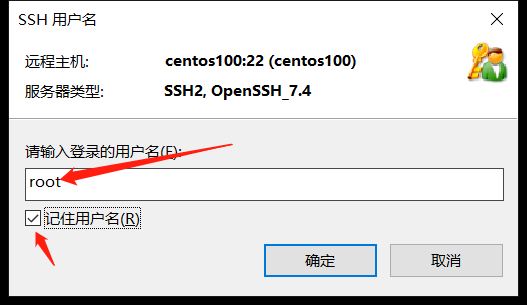 SSH 用户名
远程主机: centos100:22 (centos100)
服务器类型: SSH2, OpenSSH_7.4
请输入登录的用户名(E):
root
记住用户名(R)
确定 取消